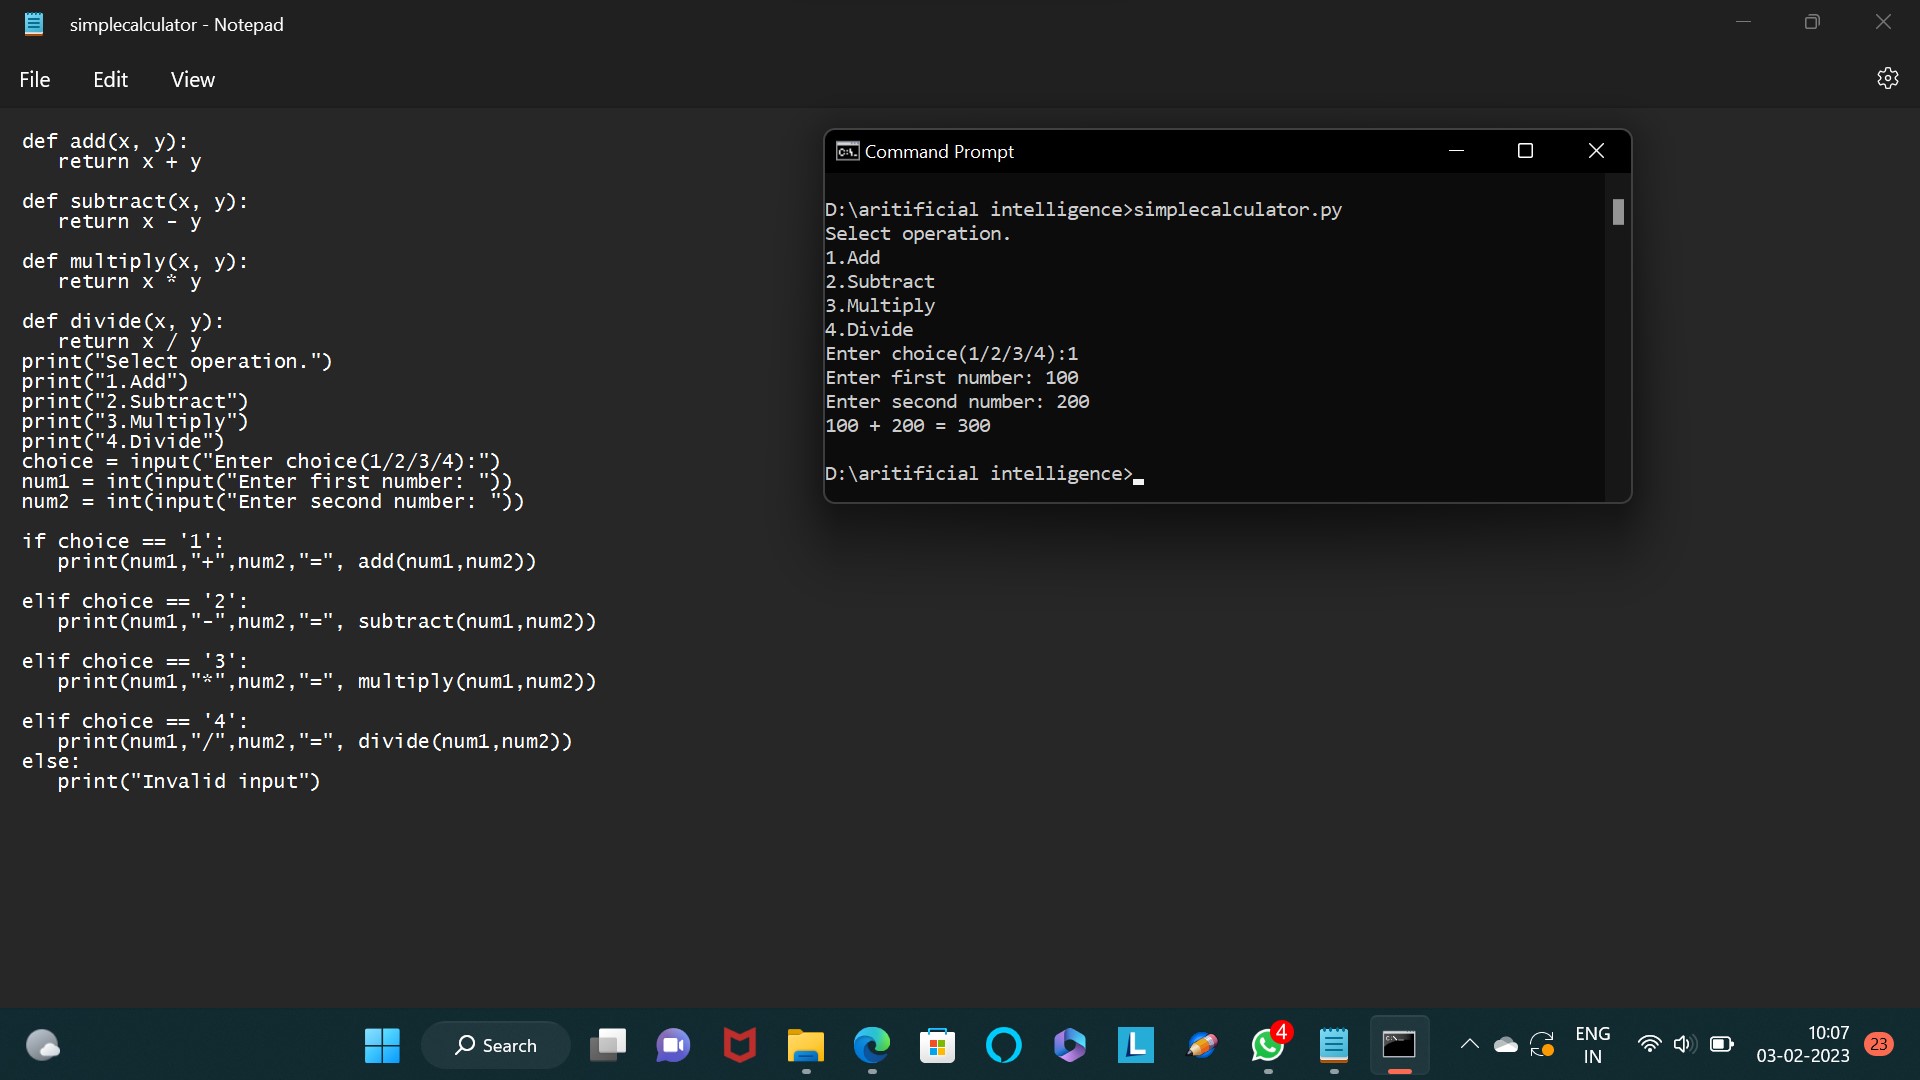 simplecalculator - Notepad
File Edit View
def add(x, y):
   return x + y
def subtract(x, y):
   return x - y
def multiply(x, y):
   return x * y
def divide(x, y):
   return x / y
print("Select operation.")
print("1.Add")
print("2.Subtract")
print("3.Multiply")
print("4.Divide")
choice = input("Enter choice(1/2/3/4):")
num1 = int(input("Enter first number: "))
num2 = int(input("Enter second number: "))
if choice == '1':
   print(num1,"+",num2,"=", add(num1,num2))
elif choice == '2':
   print(num1,"-",num2,"=", subtract(num1,num2))
elif choice == '3':
   print(num1,"*",num2,"=", multiply(num1,num2))
elif choice == '4':
   print(num1,"/",num2,"=", divide(num1,num2))
else:
   print("Invalid input")
Command Prompt
D:\aritificial intelligence>simplecalculator.py
Select operation.
1.Add
2.Subtract
3.Multiply
4.Divide
Enter choice(1/2/3/4):1
Enter first number: 100
Enter second number: 200
100 + 200 = 300
D:\aritificial intelligence>
Search
L
4
ENG
IN
10:07
03-02-2023
23